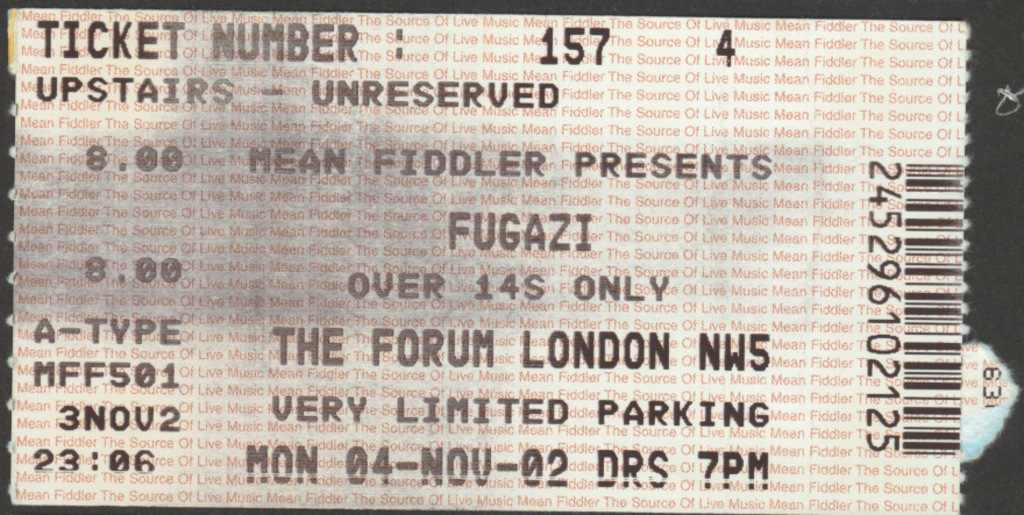 TICKET NUMBER : 157 4
UPSTAIRS - UNRESERVED
8.00 MEAN FIDDLER PRESENTS
FUGAZI
8.00 OVER 14S ONLY
A-TYPE THE FORUM LONDON NW5
MFF501
3NOV2 VERY LIMITED PARKING
23:06 MON 04-NOV-02 DRS 7PM
Mean Fiddler The Source Of Live Music
2452961022 25